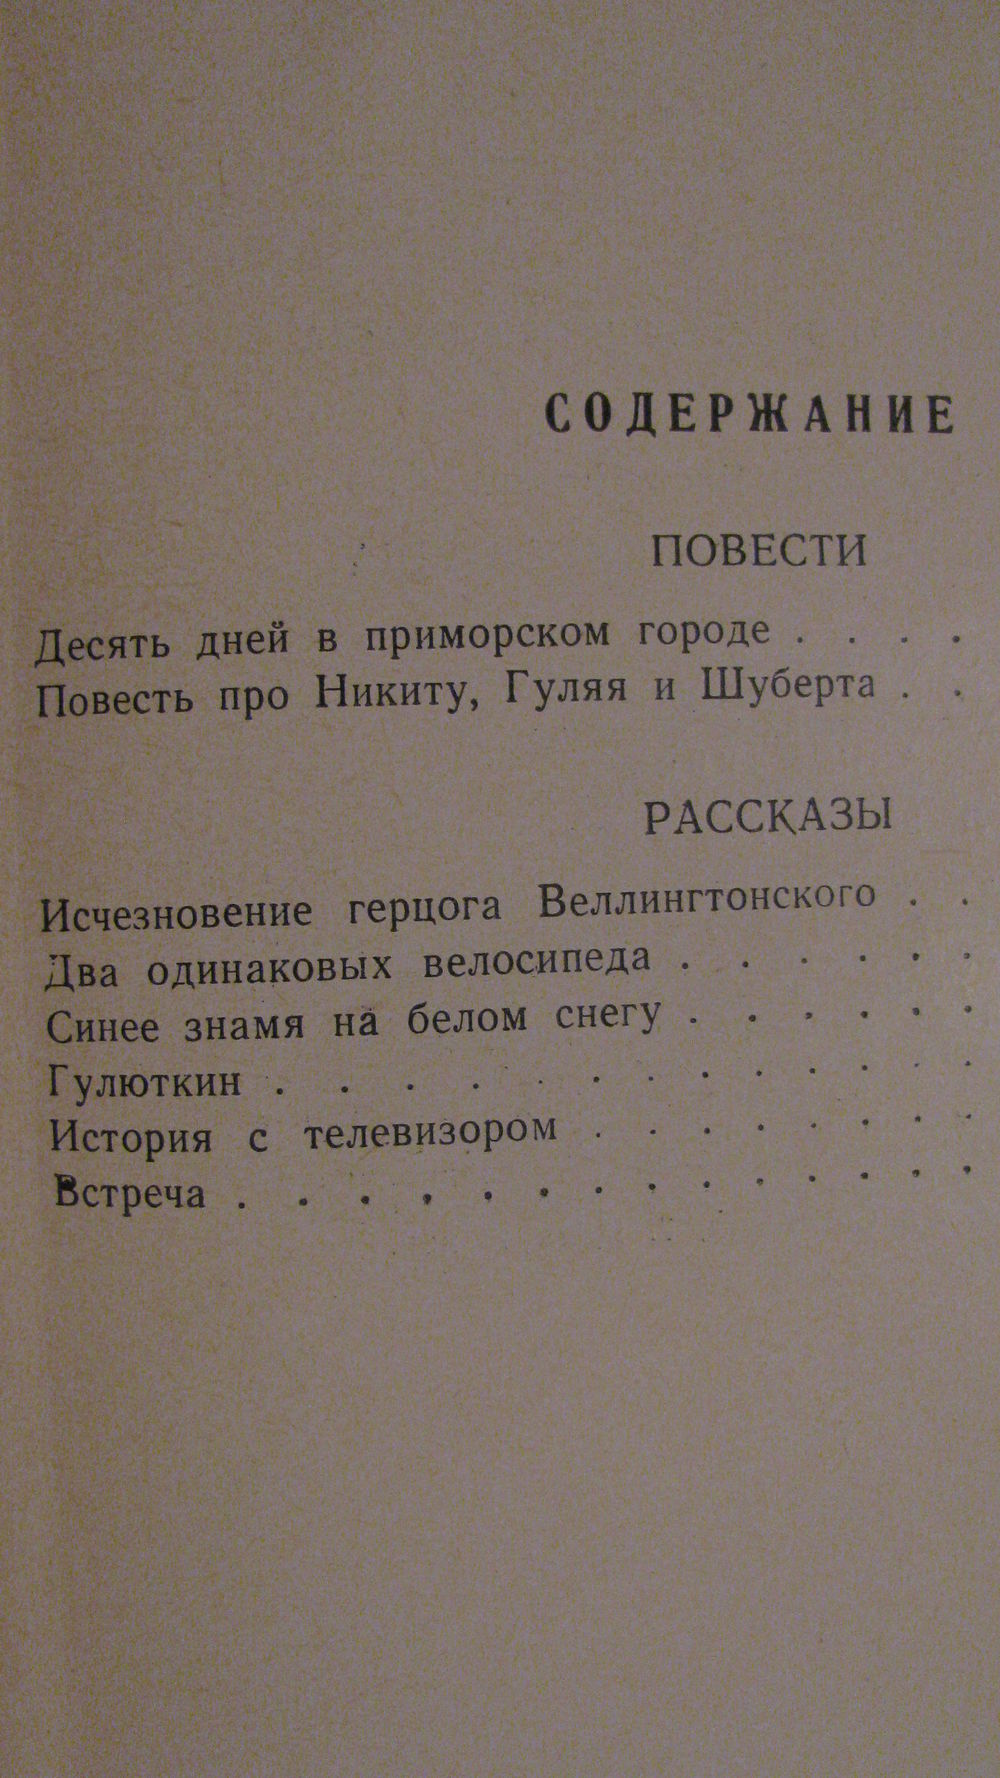 СОДЕРЖАНИЕ
ПОВЕСТИ
Десять дней в приморском городе . . . .
Повесть про Никиту, Гуляя и Шуберта . .
РАССКАЗЫ
Исчезновение герцога Веллингтонского . .
Два одинаковых велосипеда . . . . . .
Синее знамя на белом снегу . . . . . .
Гулюткин . . . . . . . . . . . . .
История с телевизором . . . . . . . .
Встреча . . . . . . . . . . . . . .